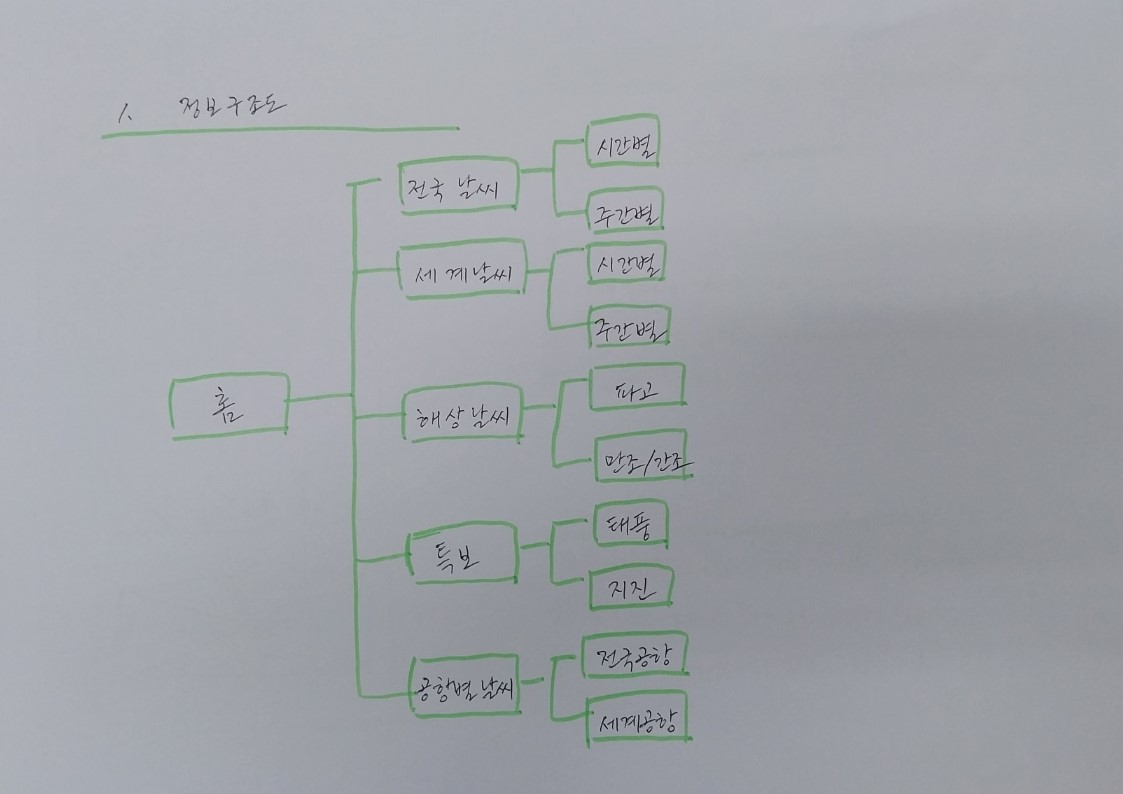 1. 정보구조도
시간별
전국 날씨
주간별
시간별
세계날씨
주간별
파고
홈
해상날씨
만조/간조
태풍
특보
지진
전국공항
공항별날씨
세계공항